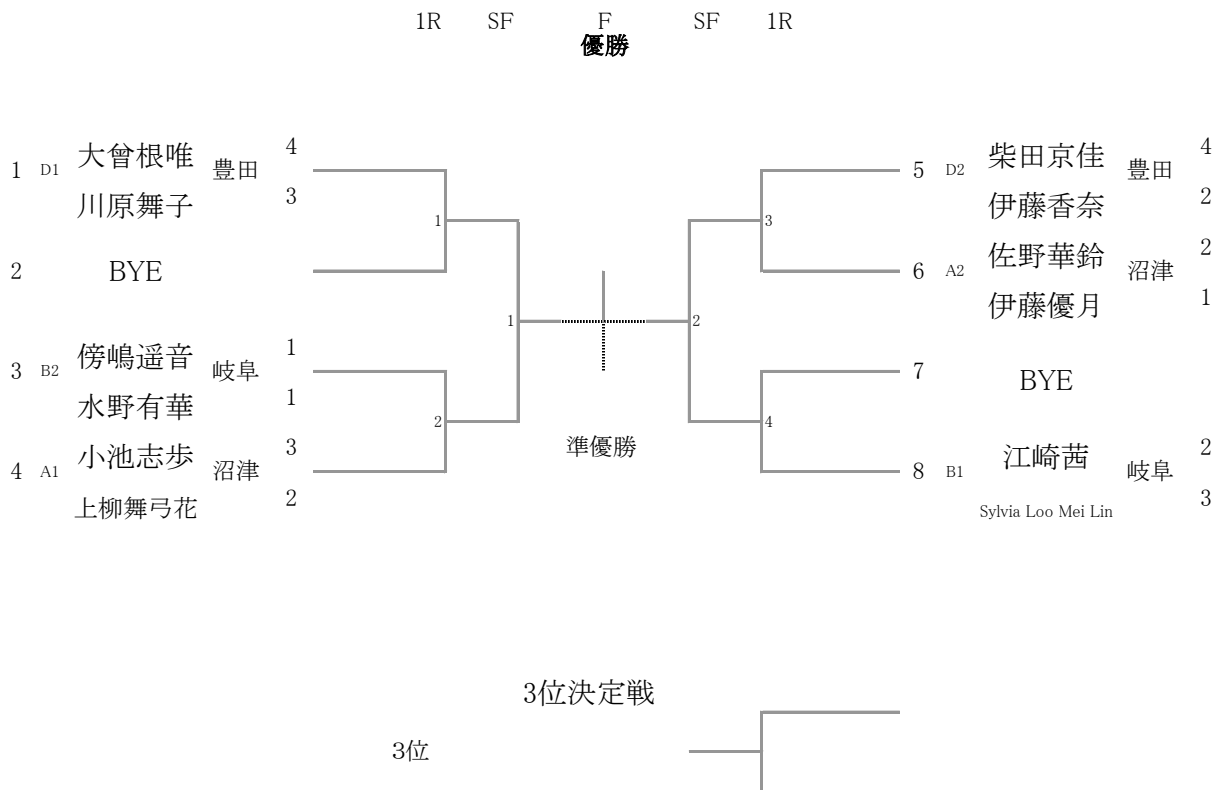 1R SF F SF 1R
優勝
1 D1 大曾根唯 豊田 4
川原舞子 3
2 BYE
3 B2 傍嶋遥音 岐阜 1
水野有華 1
4 A1 小池志歩 沼津 3
上柳舞弓花 2
1
2
1
準優勝
2
3
4
5 D2 柴田京佳 豊田 4
伊藤香奈 2
6 A2 佐野華鈴 沼津 2
伊藤優月 1
7 BYE
8 B1 江崎茜 岐阜 2
Sylvia Loo Mei Lin 3
3位決定戦
3位